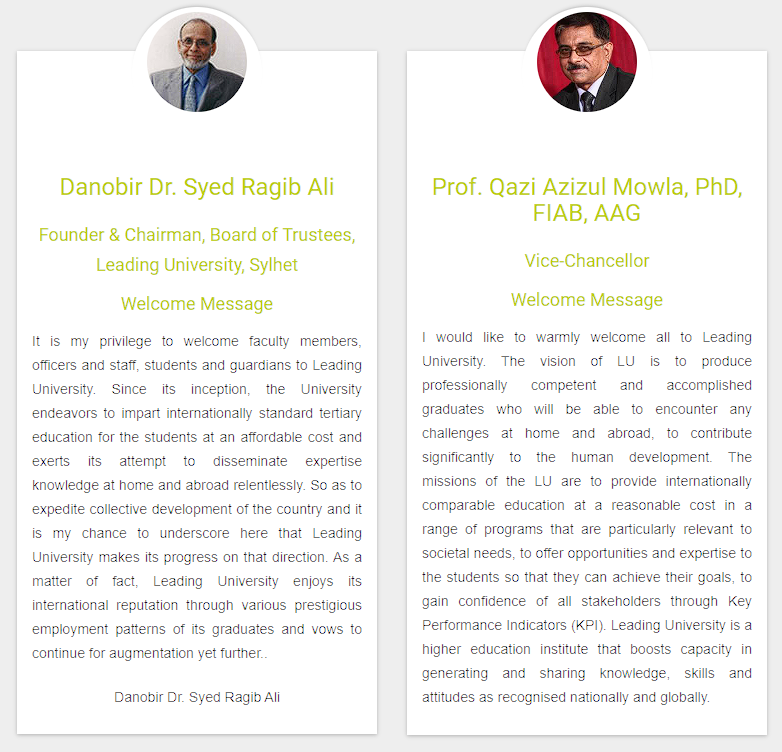 Danobir Dr. Syed Ragib Ali
Founder & Chairman, Board of Trustees,
Leading University, Sylhet
Welcome Message
It is my privilege to welcome faculty members,
officers and staff, students and guardians to Leading
University. Since its inception, the University
endeavors to impart internationally standard tertiary
education for the students at an affordable cost and
exerts its attempt to disseminate expertise
knowledge at home and abroad relentlessly. So as to
expedite collective development of the country and it
is my chance to underscore here that Leading
University makes its progress on that direction. As a
matter of fact, Leading University enjoys its
international reputation through various prestigious
employment patterns of its graduates and vows to
continue for augmentation yet further..
Danobir Dr. Syed Ragib Ali
Prof. Qazi Azizul Mowla, PhD,
FIAB, AAG
Vice-Chancellor
Welcome Message
I would like to warmly welcome all to Leading
University. The vision of LU is to produce
professionally competent and accomplished
graduates who will be able to encounter any
challenges at home and abroad, to contribute
significantly to the human development. The
missions of the LU are to provide internationally
comparable education at a reasonable cost in a
range of programs that are particularly relevant to
societal needs, to offer opportunities and expertise to
the students so that they can achieve their goals, to
gain confidence of all stakeholders through Key
Performance Indicators (KPI). Leading University is a
higher education institute that boosts capacity in
generating and sharing knowledge, skills and
attitudes as recognised nationally and globally.